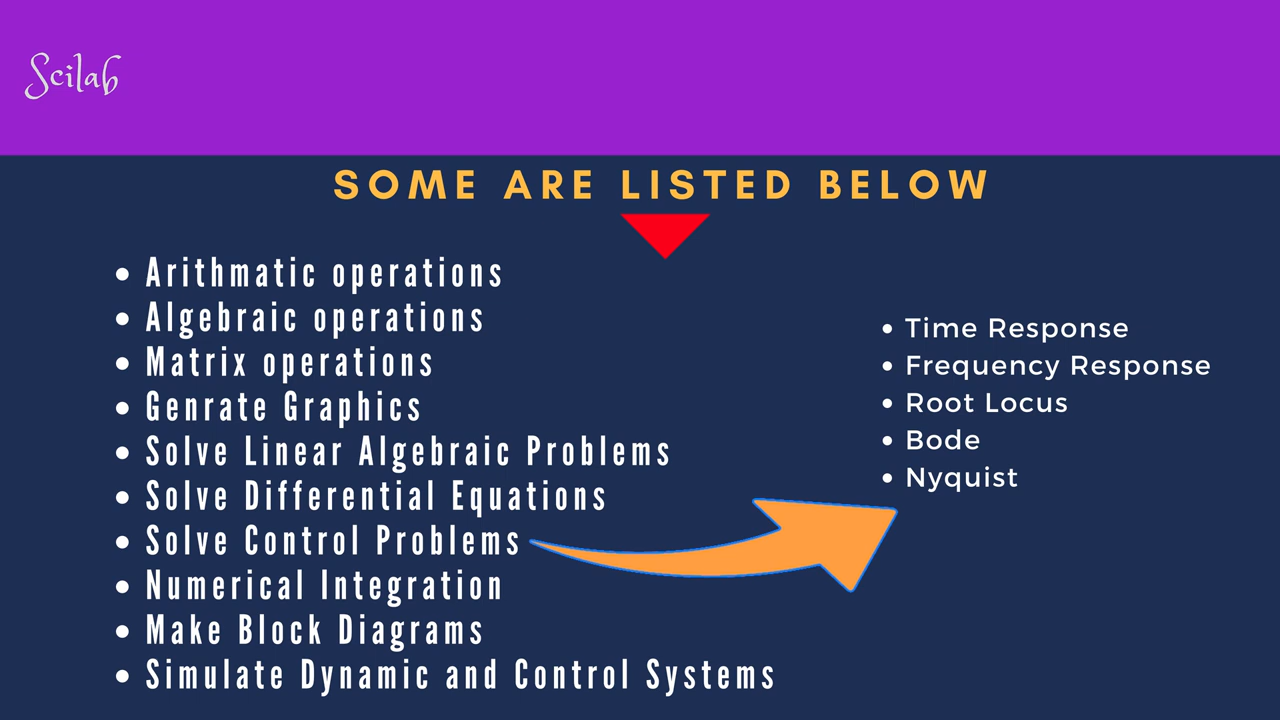 Scilab
SOME ARE LISTED BELOW
• Arithmatic operations
• Algebraic operations
• Matrix operations
• Genrate Graphics
• Solve Linear Algebraic Problems
• Solve Differential Equations
• Solve Control Problems
• Numerical Integration
• Make Block Diagrams
• Simulate Dynamic and Control Systems
• Time Response
• Frequency Response
• Root Locus
• Bode
• Nyquist